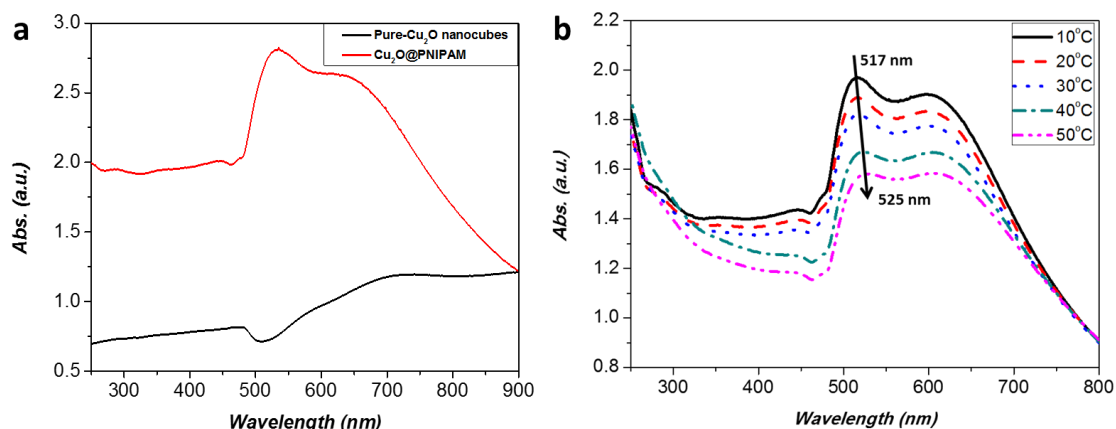 a
3.0
2.5
2.0
1.5
1.0
0.5
Abs. (a.u.)
300 400 500 600 700 800 900
Wavelength (nm)
Pure-Cu₂O nanocubes
Cu₂O@PNIPAM
b
2.2
2.0
1.8
1.6
1.4
1.2
1.0
0.8
Abs. (a.u.)
300 400 500 600 700 800
Wavelength (nm)
517 nm
525 nm
10°C
20°C
30°C
40°C
50°C